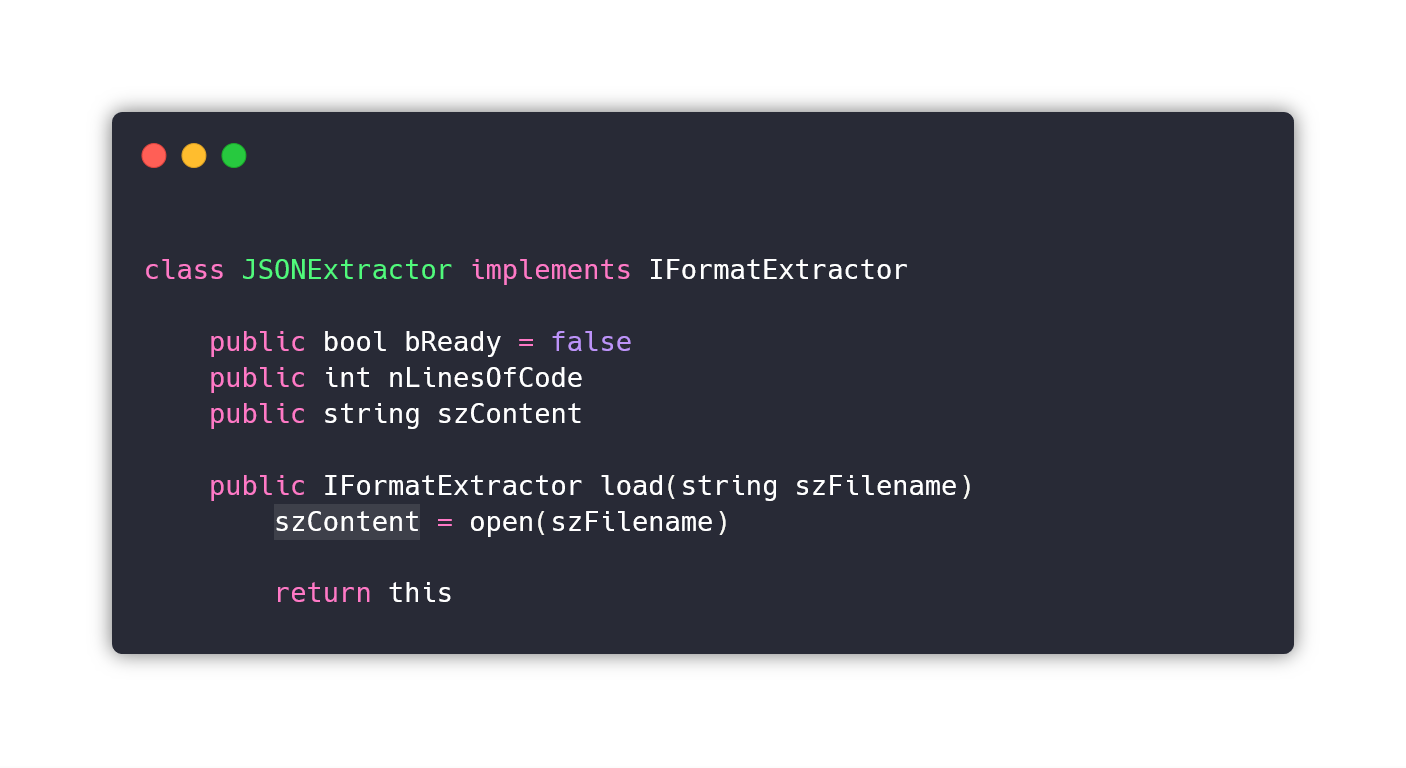 class JSONExtractor implements IFormatExtractor
public bool bReady = false
public int nLinesOfCode
public string szContent
public IFormatExtractor load(string szFilename)
szContent = open(szFilename)
return this